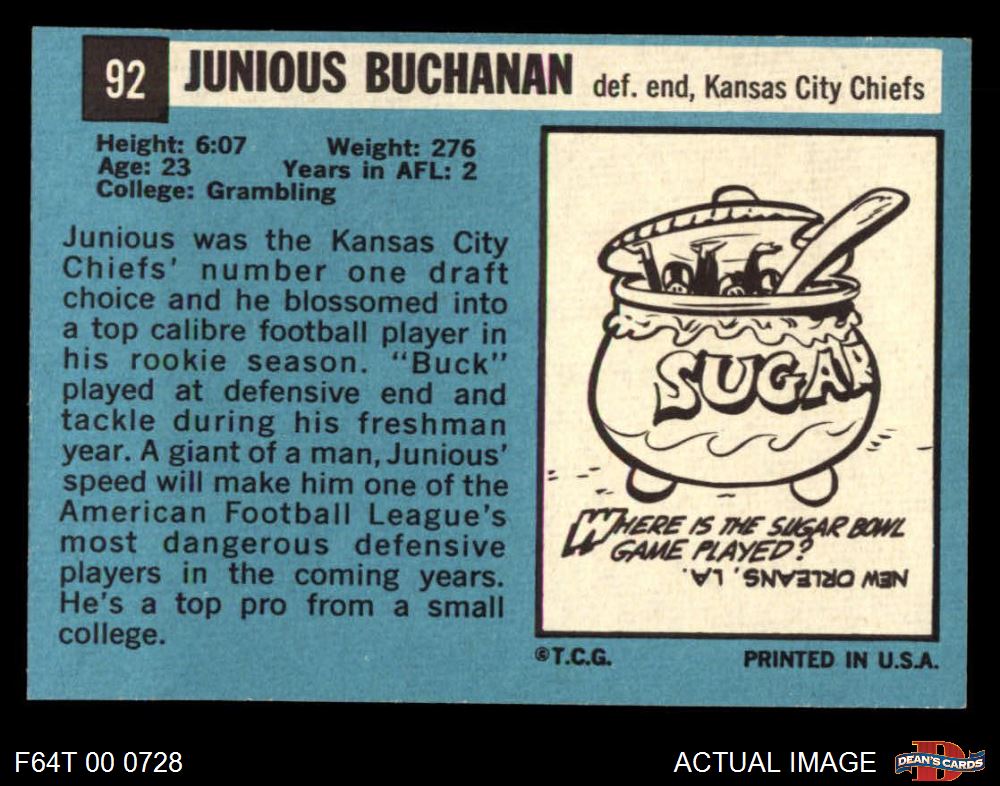 92
JUNIOUS BUCHANAN def. end, Kansas City Chiefs
Height: 6:07 Weight: 276
Age: 23 Years in AFL: 2
College: Grambling
Junious was the Kansas City
Chiefs' number one draft
choice and he blossomed into
a top calibre football player in
his rookie season. "Buck"
played at defensive end and
tackle during his freshman
year. A giant of a man, Junious'
speed will make him one of the
American Football League's
most dangerous defensive
players in the coming years.
He's a top pro from a small
college.
SUGAR
WHERE IS THE SUGAR BOWL
GAME PLAYED?
NEW ORLEANS, LA.
©T.C.G. PRINTED IN U.S.A.
F64T 00 0728
ACTUAL IMAGE
D
DEAN'S CARDS